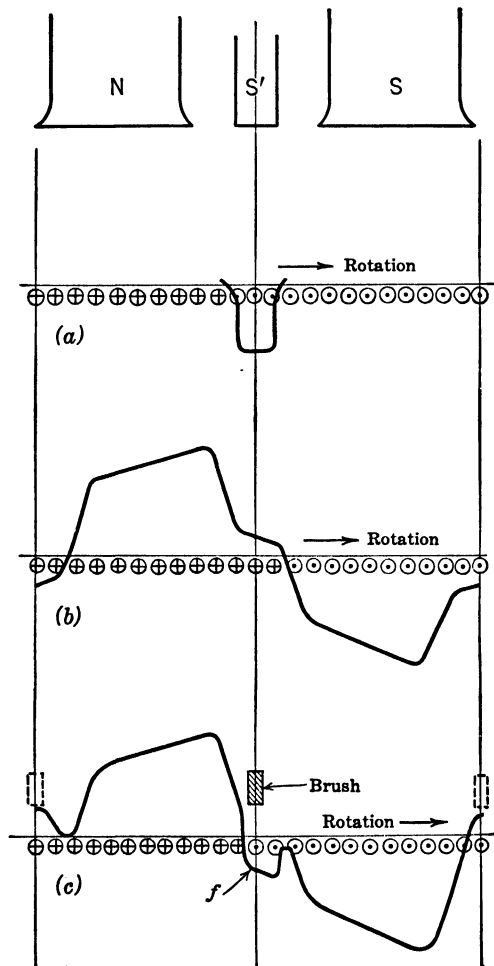 N S′ S
Rotation
(a)
Rotation
(b)
Brush
Rotation
(c)
f